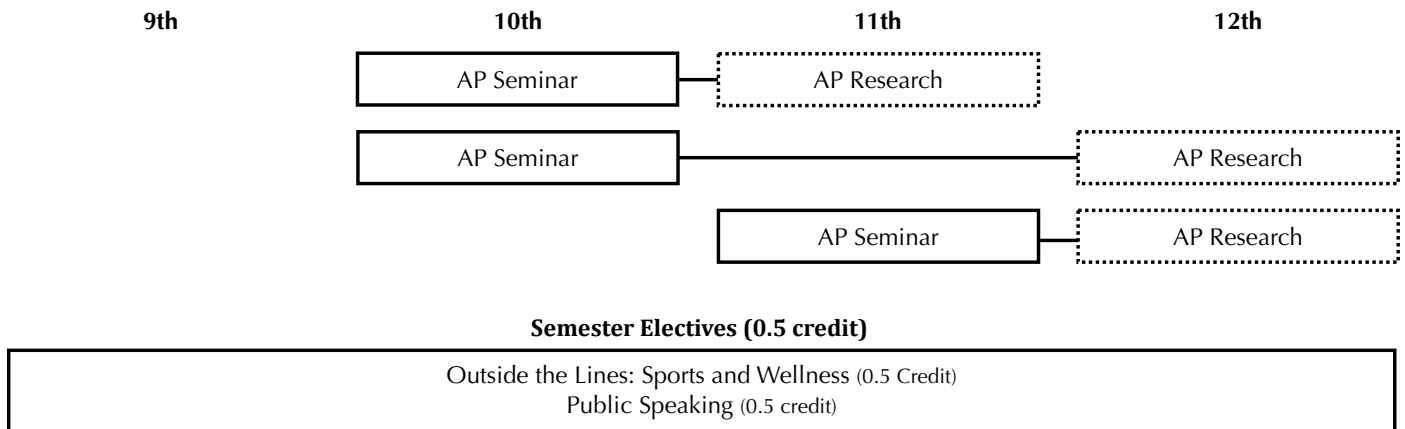 9th 10th 11th 12th
AP Seminar AP Research
AP Seminar AP Research
AP Seminar AP Research
Semester Electives (0.5 credit)
Outside the Lines: Sports and Wellness (0.5 Credit)
Public Speaking (0.5 credit)